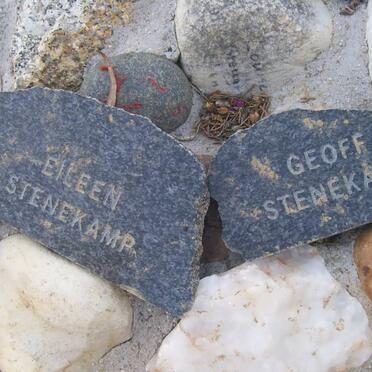 EILEEN
STENEKAMP
GEOFF
STENEKA